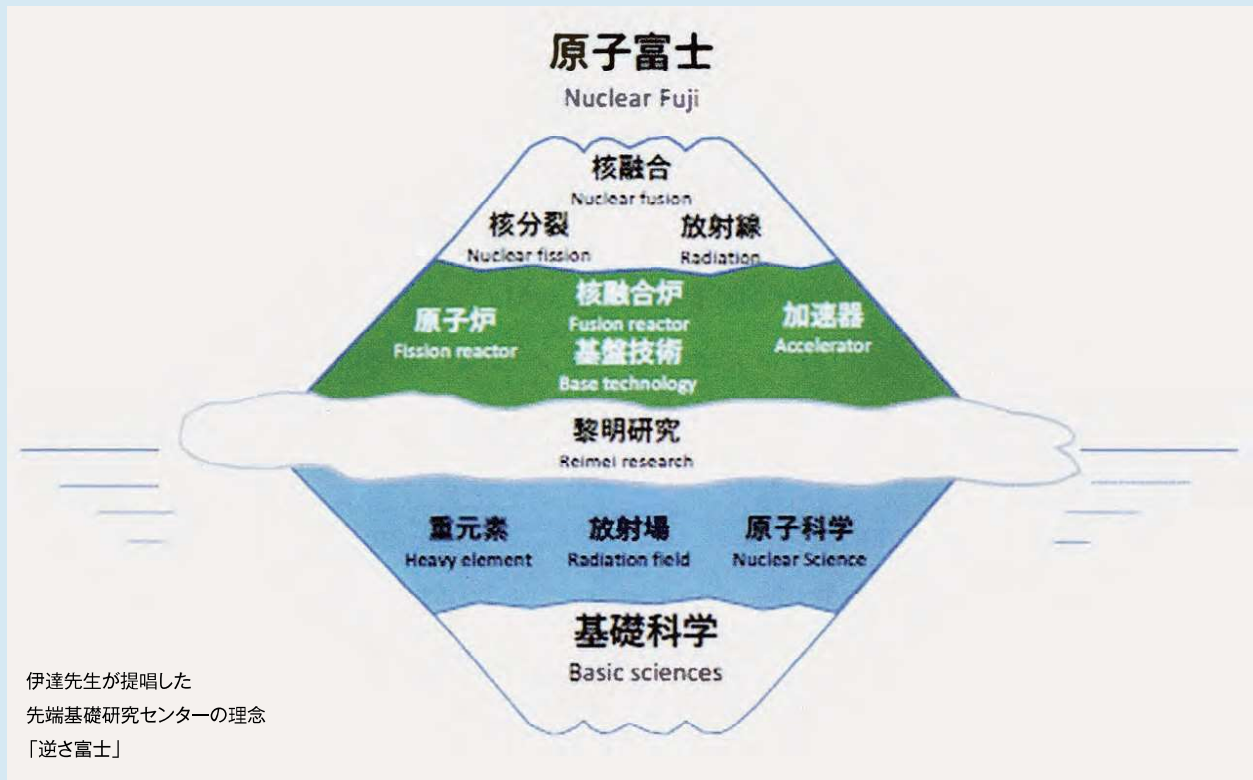 原子富士
Nuclear Fuji
核融合
Nuclear fusion
核分裂
Nuclear fission
放射線
Radiation
核融合炉
Fusion reactor
原子炉
Fission reactor
加速器
Accelerator
基盤技術
Base technology
黎明研究
Reimei research
重元素
Heavy element
放射場
Radiation field
原子科学
Nuclear Science
基礎科学
Basic sciences
伊達先生が提唱した
先端基礎研究センターの理念
「逆さ富士」